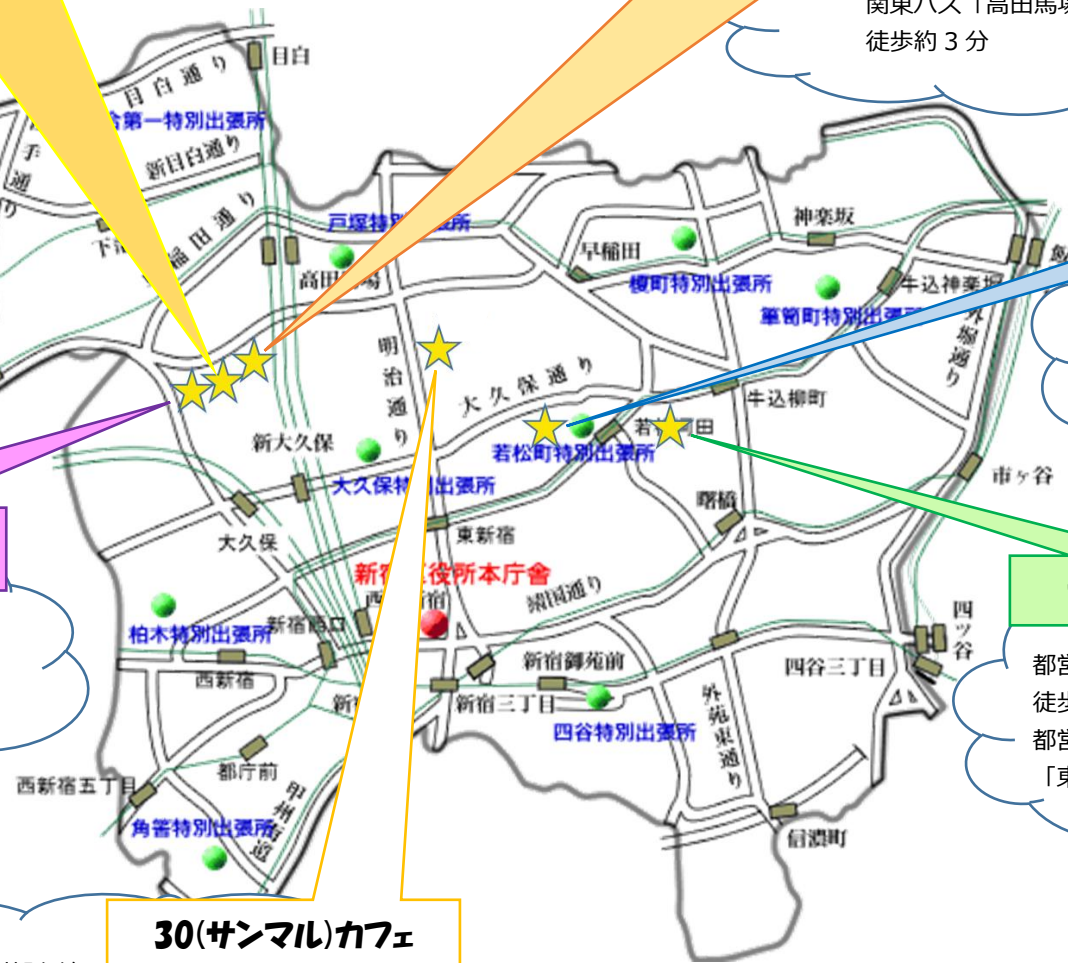 関東バス「高田馬場
徒歩約３分
目白
目白通り
合第一特別出張所
手通り
新目白通り
戸塚特別出張所
神楽坂
早稲田
高田
榎町特別出張所
牛込神楽坂
箪笥町特別出張所
外堀通り
明治通り
大久保通り
牛込柳町
新大久保
若松町特別出張所
大久保特別出張所
市ヶ谷
曙橋
大久保
東新宿
新宿区役所本庁舎
靖国通り
柏木特別出張所
新宿西口
四ツ谷
西新宿
新宿御苑前
四谷三丁目
新宿三丁目
四谷特別出張所
外苑東通り
都庁前
西新宿五丁目
甲州街道
角筈特別出張所
信濃町
都営
徒歩
都営
「東
30(サンマル)カフェ